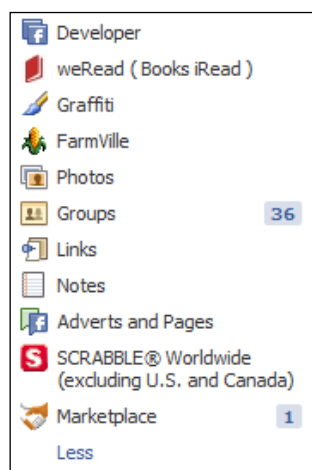 Developer
weRead ( Books iRead )
Graffiti
FarmVille
Photos
Groups 36
Links
Notes
Adverts and Pages
S SCRABBLE® Worldwide
(excluding U.S. and Canada)
Marketplace 1
Less